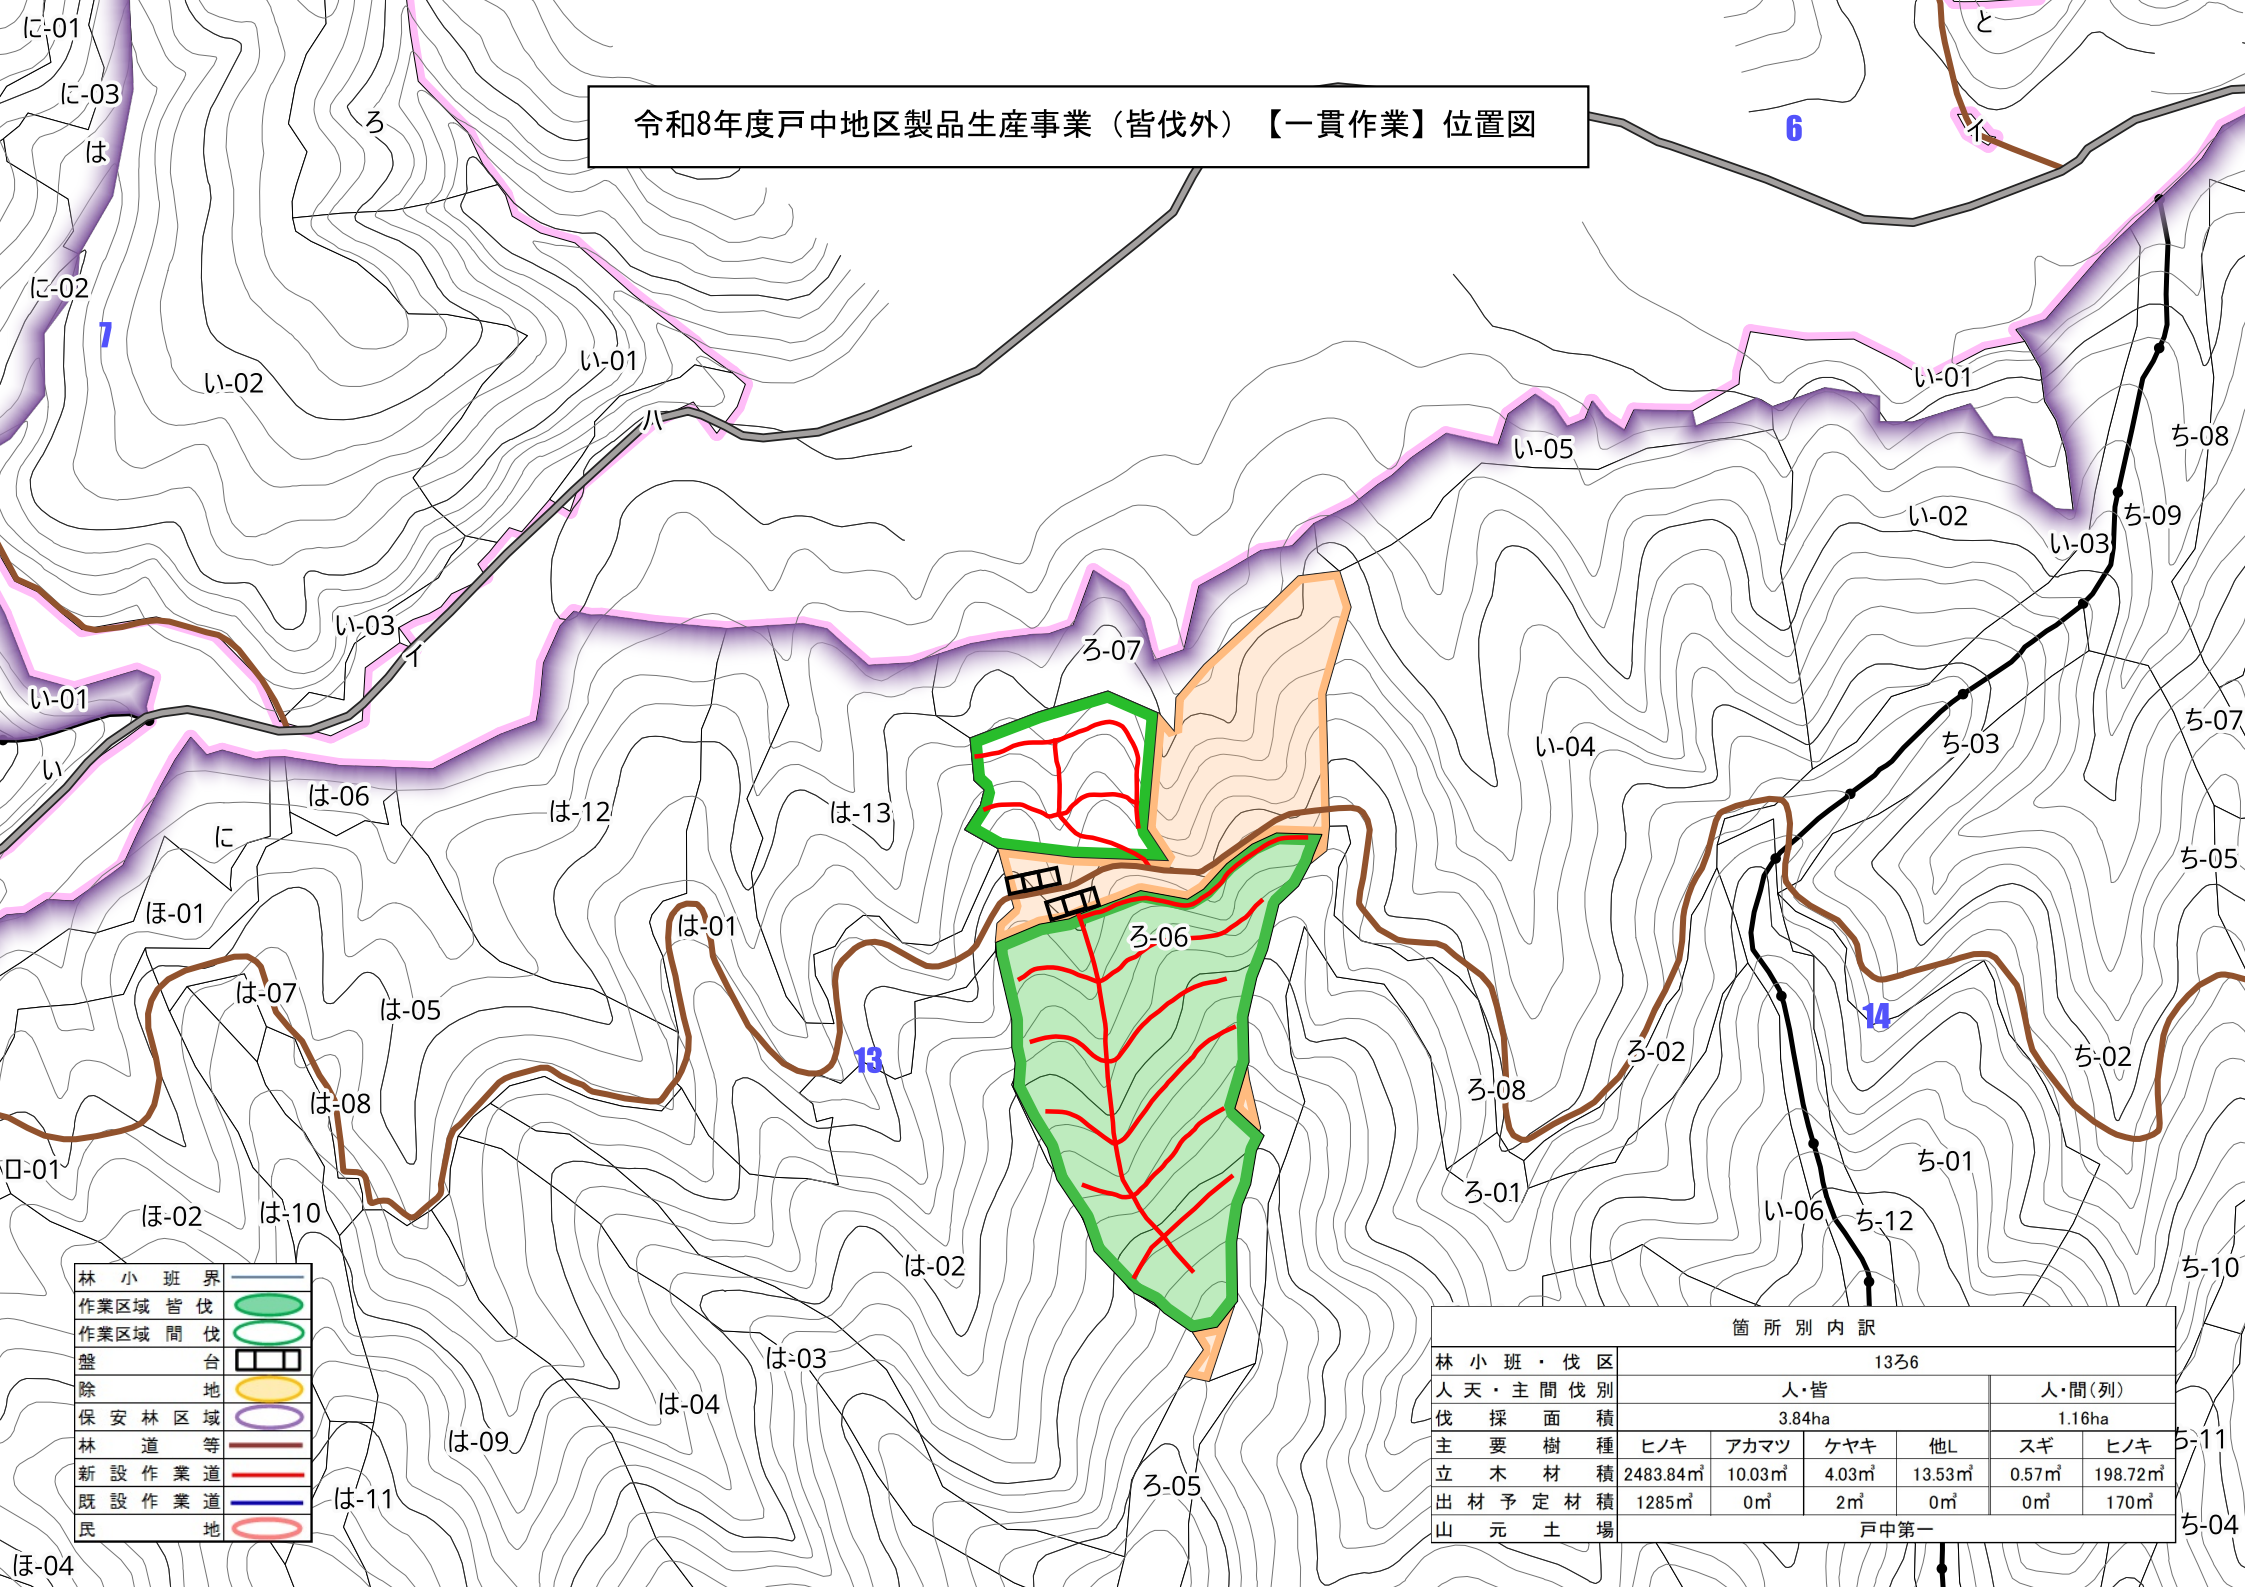 令和8年度戸中地区製品生産事業（皆伐外）【一貫作業】位置図
に-01
に-03
は
ろ
に-02
7
い-02
い-01
ハ
い-03
イ
い-01
い
と
イ
6
い-01
い-05
ち-08
い-02
ち-09
い-03
ろ-07
ち-07
い-04
ち-03
は-06
は-12
は-13
に
ち-05
ほ-01
は-01
ろ-06
は-07
は-05
14
13
ろ-02
ち-02
は-08
ろ-08
ロ-01
ち-01
ろ-01
ほ-02
は-10
い-06
ち-12
は-02
ち-10
は-03
は-04
は-09
ち-11
ろ-05
は-11
ち-04
ほ-04
林小班界
作業区域 皆伐
作業区域 間伐
盤台
除地
保安林区域
林道等
新設作業道
既設作業道
民地
箇所別内訳
林小班・伐区 13ろ6
人天・主間伐別 人・皆 人・間（列）
伐採面積 3.84ha 1.16ha
主要樹種 ヒノキ アカマツ ケヤキ 他L スギ ヒノキ
立木材積 2483.84㎥ 10.03㎥ 4.03㎥ 13.53㎥ 0.57㎥ 198.72㎥
出材予定材積 1285㎥ 0㎥ 2㎥ 0㎥ 0㎥ 170㎥
山元土場 戸中第一